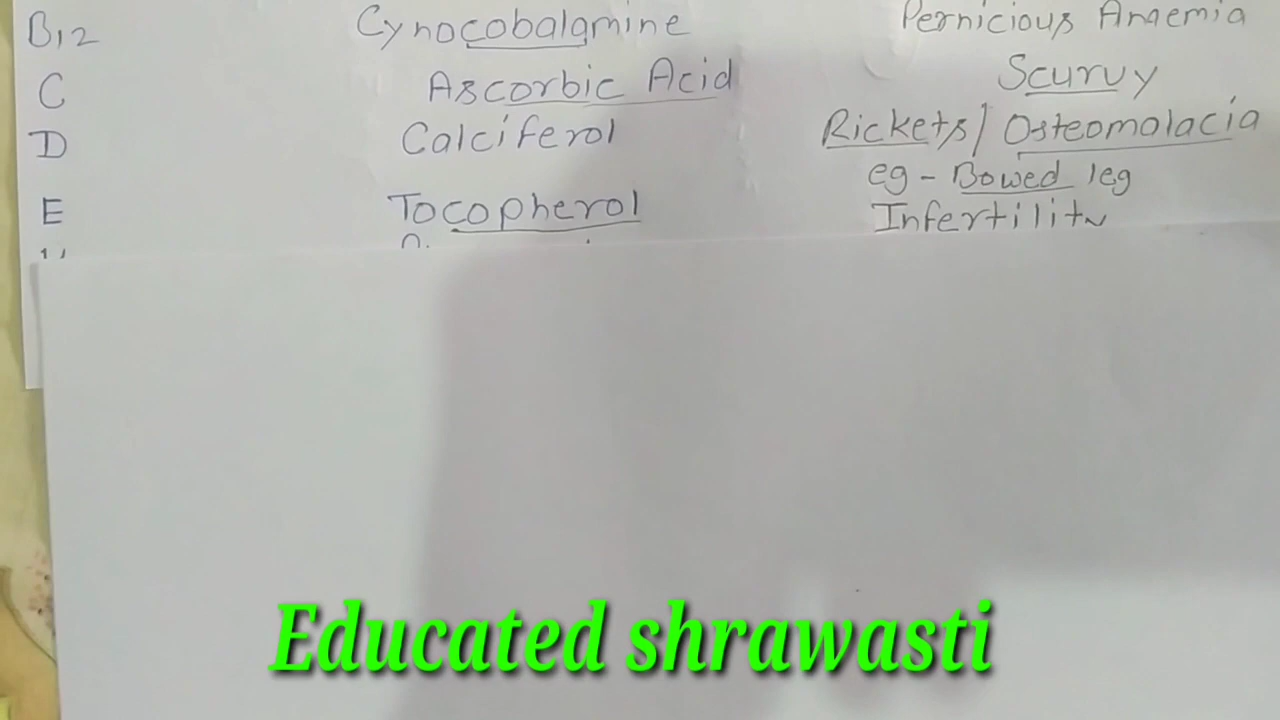 B12 Cynocobalamine Pernicious Anaemia
C Ascorbic Acid Scurvy
D Calciferol Rickets/Osteomalacia
eg - Bowed leg
E Tocopherol Infertility
Educated shrawasti